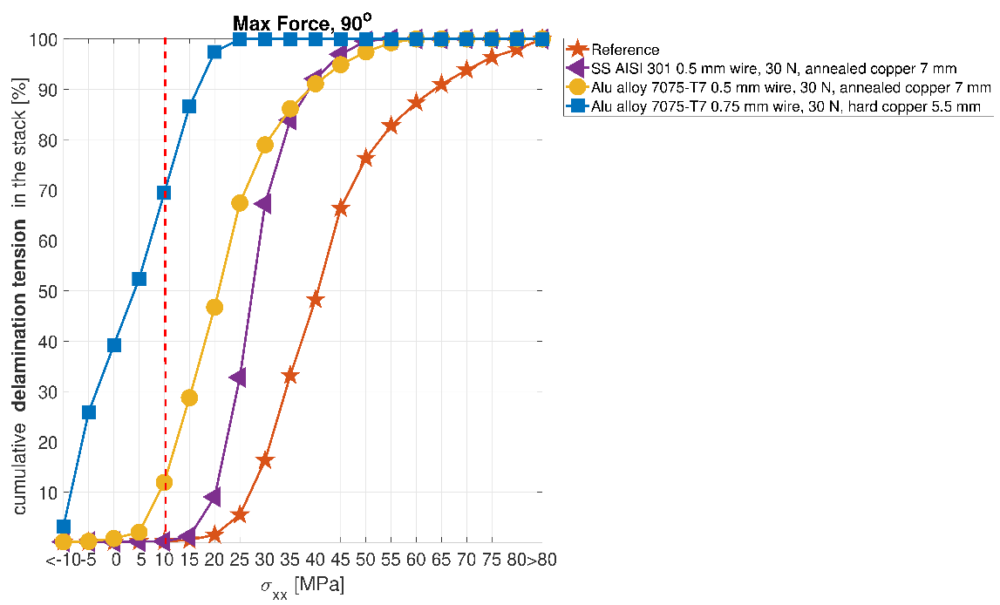 Max Force, 90°
cumulative delamination tension in the stack [%]
100
90
80
70
60
50
40
30
20
10
<-10 -5 0 5 10 15 20 25 30 35 40 45 50 55 60 65 70 75 80 >80
σxx [MPa]
Reference
SS AISI 301 0.5 mm wire, 30 N, annealed copper 7 mm
Alu alloy 7075-T7 0.5 mm wire, 30 N, annealed copper 7 mm
Alu alloy 7075-T7 0.75 mm wire, 30 N, hard copper 5.5 mm